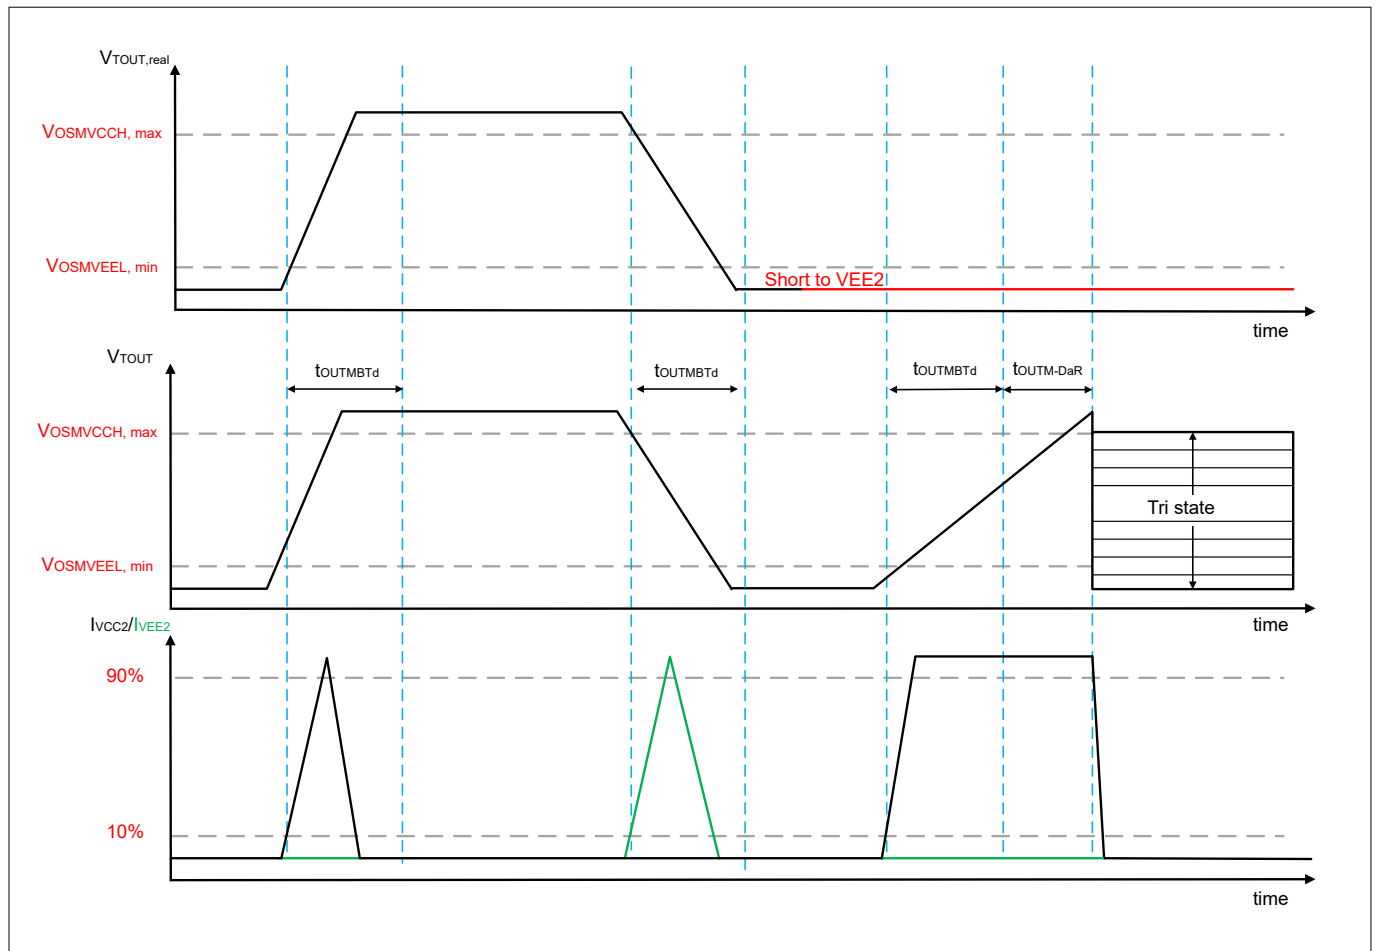 VTOUT,real
VOSMVCCH, max
VOSMVEEL, min
Short to VEE2
time
VTOUT
tOUTMBTd
tOUTMBTd
tOUTMBTd
tOUTM-DaR
VOSMVCCH, max
Tri state
VOSMVEEL, min
time
IVCC2/IVEE2
90%
10%
time